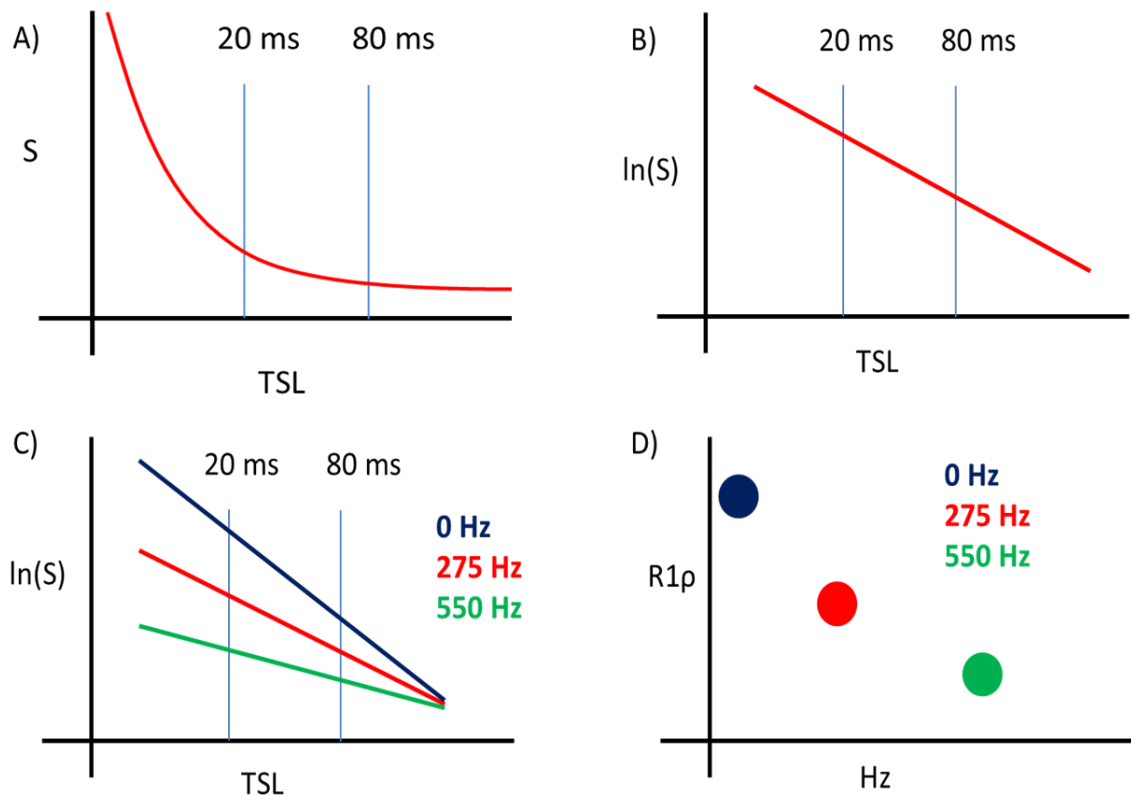 A)
20 ms
80 ms
S
TSL
B)
20 ms
80 ms
ln(S)
TSL
C)
20 ms
80 ms
0 Hz
275 Hz
550 Hz
ln(S)
TSL
D)
0 Hz
275 Hz
550 Hz
R1ρ
Hz